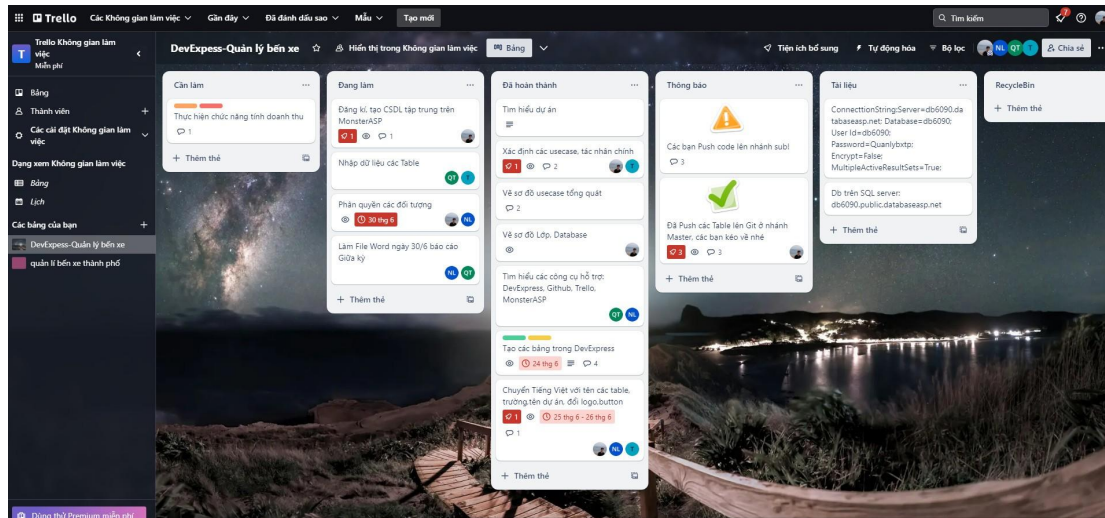 Trello
Các Không gian làm việc
Gần đây
Đã đánh dấu sao
Mẫu
Tạo mới
Tìm kiếm
7
T
Trello Không gian làm
việc
Miễn phí
DevExpess-Quản lý bến xe
Hiển thị trong Không gian làm việc
Bảng
Tiện ích bổ sung
Tự động hóa
Bộ lọc
NL
QT
T
Chia sẻ
Bảng
Thành viên
Các cài đặt Không gian làm
việc
Dạng xem Không gian làm việc
Bảng
Lịch
Các bảng của bạn
DevExpess-Quản lý bến xe
quản lí bến xe thành phố
Dùng thử Premium miễn phí
Cần làm
Thực hiện chức năng tính doanh thu
1
+ Thêm thẻ
Đang làm
Đăng kí, tạo CSDL tập trung trên
MonsterASP
1
1
Nhập dữ liệu các Table
QT
T
Phân quyền các đối tượng
30 thg 6
NL
Làm File Word ngày 30/6 báo cáo
Giữa kỳ
NL
QT
+ Thêm thẻ
Đã hoàn thành
Tìm hiểu dự án
Xác định các usecase, tác nhân chính
1
2
T
Vẽ sơ đồ usecase tổng quát
2
Vẽ sơ đồ Lớp, Database
Tìm hiểu các công cụ hỗ trợ:
DevExpress, Github, Trello,
MonsterASP
QT
NL
Tạo các bảng trong DevExpress
24 thg 6
4
Chuyển Tiếng Việt với tên các table,
trường,tên dự án, đổi logo,button
1
25 thg 6 - 26 thg 6
1
NL
T
+ Thêm thẻ
Thông báo
Các bạn Push code lên nhánh sub!
3
Đã Push các Table lên Git ở nhánh
Master, các bạn kéo về nhé
3
3
+ Thêm thẻ
Tài liệu
ConnecttionString:Server=db6090.da
tabaseasp.net; Database=db6090;
User Id=db6090;
Password=Quanlybxtp;
Encrypt=False;
MultipleActiveResultSets=True;
Db trên SQL server:
db6090.public.databaseasp.net
+ Thêm thẻ
RecycleBin
+ Thêm thẻ